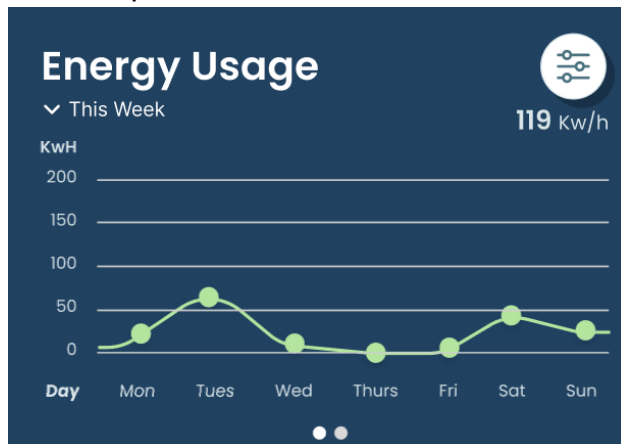 Energy Usage
This Week
119 Kw/h
KwH
200
150
100
50
0
Day Mon Tues Wed Thurs Fri Sat Sun